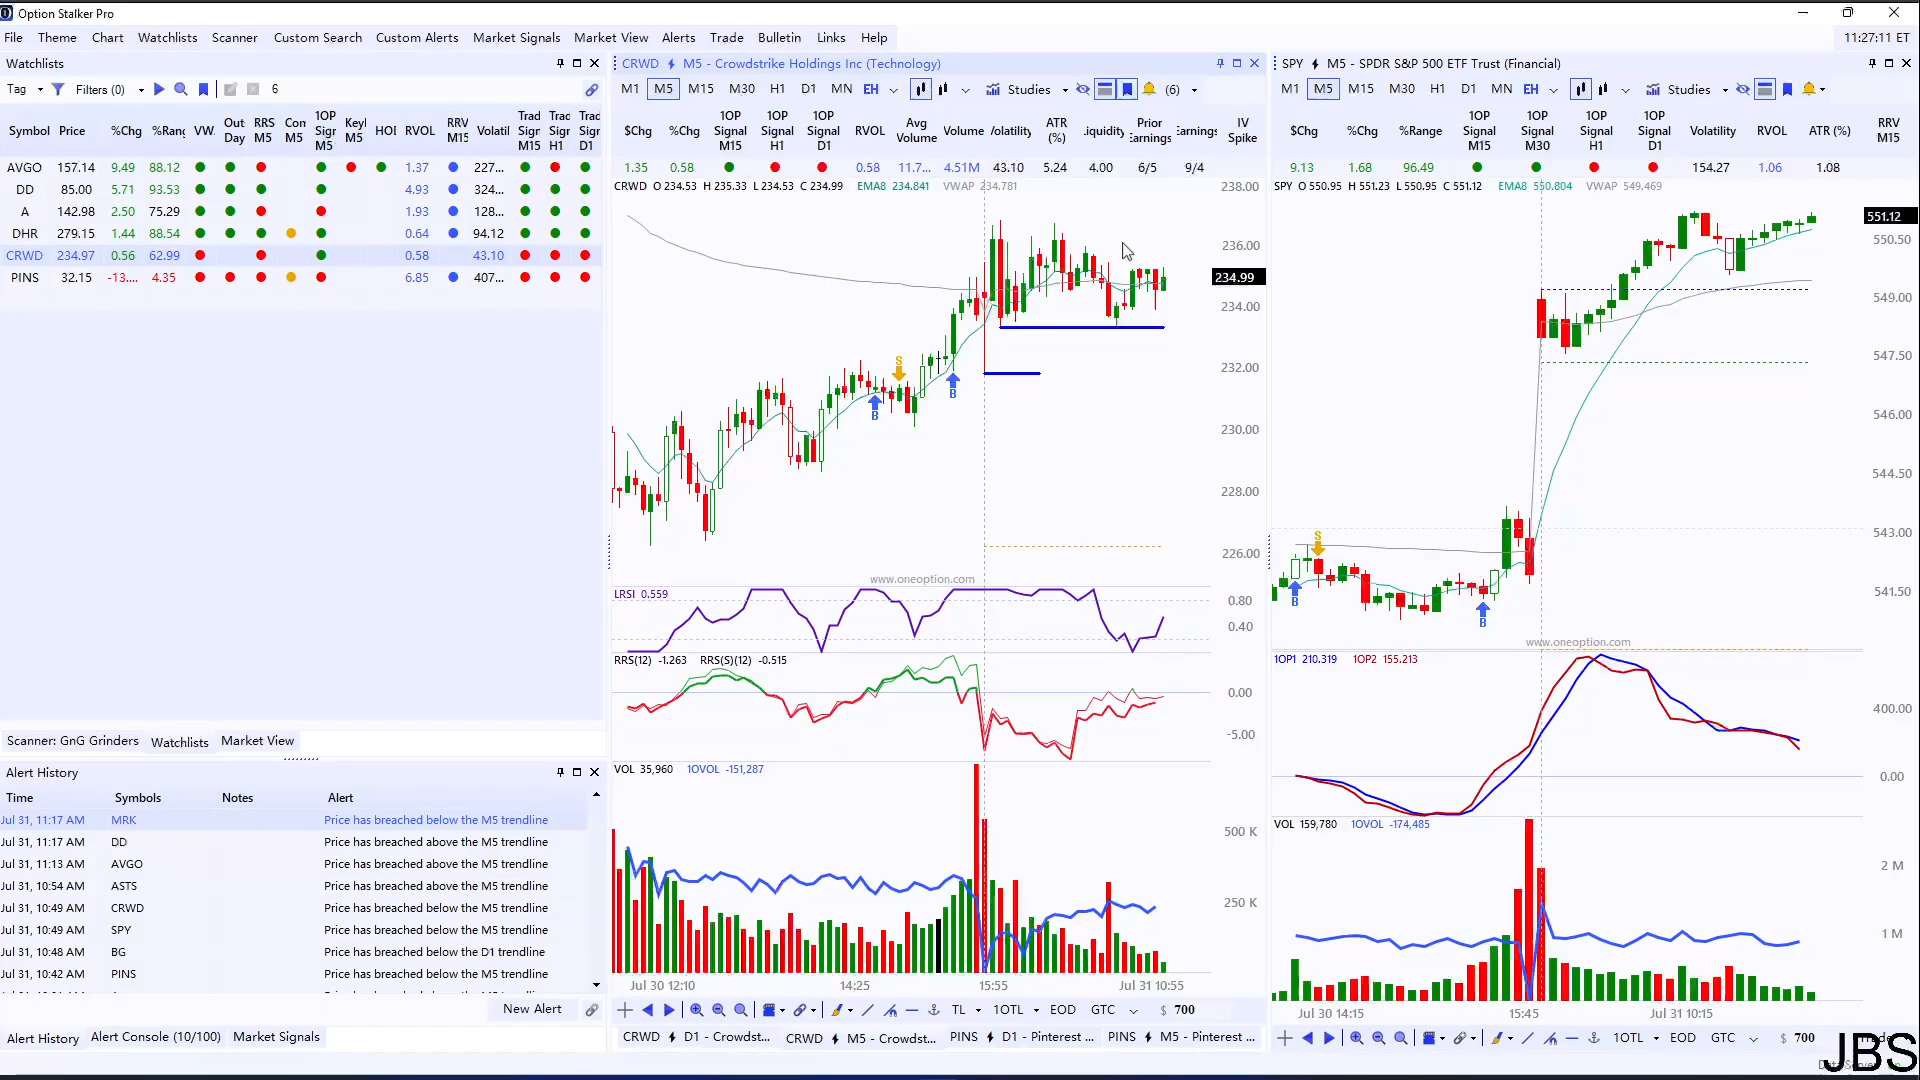 Option Stalker Pro
File Theme Chart Watchlists Scanner Custom Search Custom Alerts Market Signals Market View Alerts Trade Bulletin Links Help 11:27:11 ET
Watchlists
Tag Filters (0) 6
Symbol Price %Chg %Rang VW. Out Day RRS M5 Con M5 1OP Sigr M5 Keyl M5 HOI RVOL RRV M15 Volatil Trad Sigr M15 Trad Sigr H1 Trad Sigr D1
AVGO 157.14 9.49 88.12 1.37 227...
DD 85.00 5.71 93.53 4.93 324...
A 142.98 2.50 75.29 1.93 128...
DHR 279.15 1.44 88.54 0.64 94.12
CRWD 234.97 0.56 62.99 0.58 43.10
PINS 32.15 -13.... 4.35 6.85 407...
Scanner: GnG Grinders Watchlists Market View
Alert History
Time Symbols Notes Alert
Jul 31, 11:17 AM MRK Price has breached below the M5 trendline
Jul 31, 11:17 AM DD Price has breached above the M5 trendline
Jul 31, 11:13 AM AVGO Price has breached above the M5 trendline
Jul 31, 10:54 AM ASTS Price has breached above the M5 trendline
Jul 31, 10:49 AM CRWD Price has breached below the M5 trendline
Jul 31, 10:49 AM SPY Price has breached below the M5 trendline
Jul 31, 10:48 AM BG Price has breached below the D1 trendline
Jul 31, 10:42 AM PINS Price has breached below the M5 trendline
New Alert
Alert History Alert Console (10/100) Market Signals
CRWD M5 - Crowdstrike Holdings Inc (Technology)
M1 M5 M15 M30 H1 D1 MN EH Studies (6)
$Chg %Chg 1OP Signal M15 1OP Signal H1 1OP Signal D1 RVOL Avg Volume Volume Volatility ATR (%) Liquidity Prior Earnings Earnings IV Spike
1.35 0.58 0.58 11.7... 4.51M 43.10 5.24 4.00 6/5 9/4
CRWD O 234.53 H 235.33 L 234.53 C 234.99 EMA8 234.841 VWAP 234.781
238.00
236.00
234.99
234.00
232.00
230.00
228.00
226.00
S
B
B
www.oneoption.com
LRSI 0.559
0.80
0.40
RRS(12) -1.263 RRS(S)(12) -0.515
0.00
-5.00
VOL 35,960 1OVOL -151,287
500 K
250 K
Jul 30 12:10 14:25 15:55 Jul 31 10:55
TL 1OTL EOD GTC $ 700
CRWD D1 - Crowdst... CRWD M5 - Crowdst... PINS D1 - Pinterest ... PINS M5 - Pinterest ...
SPY M5 - SPDR S&P 500 ETF Trust (Financial)
M1 M5 M15 M30 H1 D1 MN EH Studies
$Chg %Chg %Range 1OP Signal M15 1OP Signal M30 1OP Signal H1 1OP Signal D1 Volatility RVOL ATR (%) RRV M15
9.13 1.68 96.49 154.27 1.06 1.08
SPY O 550.95 H 551.23 L 550.95 C 551.12 EMA8 550.804 VWAP 549.469
551.12
550.50
549.00
547.50
546.00
544.50
543.00
541.50
S
B
B
www.oneoption.com
1OP1 210.319 1OP2 155.213
400.00
0.00
VOL 159,780 1OVOL -174,485
2 M
1 M
Jul 30 14:15 15:45 Jul 31 10:15
1OTL EOD GTC $ 700
JBS